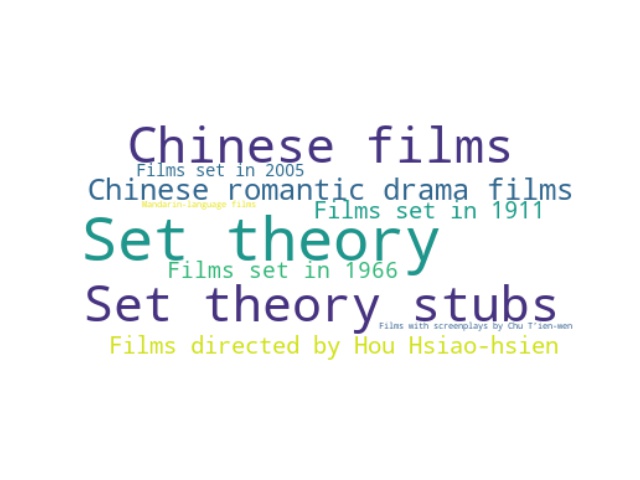 Chinese films
Films set in 2005
Chinese romantic drama films
Mandarin-language films
Films set in 1911
Set theory
Films set in 1966
Set theory stubs
Films with screenplays by Chu T'ien-wen
Films directed by Hou Hsiao-hsien